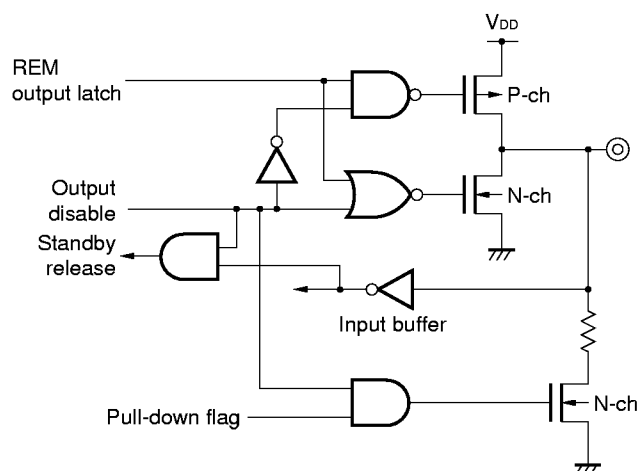 VDD
REM
output latch
P-ch
Output
disable
N-ch
Standby
release
Input buffer
Pull-down flag
N-ch